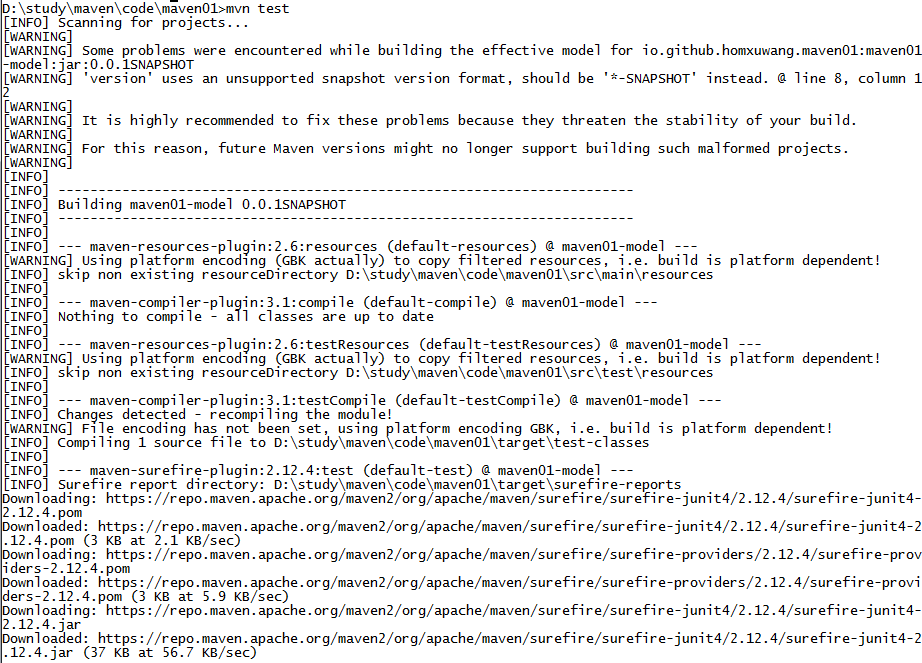 D:\study\maven\code\maven01>mvn test
[INFO] Scanning for projects...
[WARNING]
[WARNING] Some problems were encountered while building the effective model for io.github.homxuwang.maven01:maven01
-model:jar:0.0.1SNAPSHOT
[WARNING] 'version' uses an unsupported snapshot version format, should be '*-SNAPSHOT' instead. @ line 8, column 1
2
[WARNING]
[WARNING] It is highly recommended to fix these problems because they threaten the stability of your build.
[WARNING]
[WARNING] For this reason, future Maven versions might no longer support building such malformed projects.
[WARNING]
[INFO]
[INFO] ------------------------------------------------------------------------
[INFO] Building maven01-model 0.0.1SNAPSHOT
[INFO] ------------------------------------------------------------------------
[INFO]
[INFO] --- maven-resources-plugin:2.6:resources (default-resources) @ maven01-model ---
[WARNING] Using platform encoding (GBK actually) to copy filtered resources, i.e. build is platform dependent!
[INFO] skip non existing resourceDirectory D:\study\maven\code\maven01\src\main\resources
[INFO]
[INFO] --- maven-compiler-plugin:3.1:compile (default-compile) @ maven01-model ---
[INFO] Nothing to compile - all classes are up to date
[INFO]
[INFO] --- maven-resources-plugin:2.6:testResources (default-testResources) @ maven01-model ---
[WARNING] Using platform encoding (GBK actually) to copy filtered resources, i.e. build is platform dependent!
[INFO] skip non existing resourceDirectory D:\study\maven\code\maven01\src\test\resources
[INFO]
[INFO] --- maven-compiler-plugin:3.1:testCompile (default-testCompile) @ maven01-model ---
[INFO] Changes detected - recompiling the module!
[WARNING] File encoding has not been set, using platform encoding GBK, i.e. build is platform dependent!
[INFO] Compiling 1 source file to D:\study\maven\code\maven01\target\test-classes
[INFO]
[INFO] --- maven-surefire-plugin:2.12.4:test (default-test) @ maven01-model ---
[INFO] Surefire report directory: D:\study\maven\code\maven01\target\surefire-reports
Downloading: https://repo.maven.apache.org/maven2/org/apache/maven/surefire/surefire-junit4/2.12.4/surefire-junit4-
2.12.4.pom
Downloaded: https://repo.maven.apache.org/maven2/org/apache/maven/surefire/surefire-junit4/2.12.4/surefire-junit4-2
.12.4.pom (3 KB at 2.1 KB/sec)
Downloading: https://repo.maven.apache.org/maven2/org/apache/maven/surefire/surefire-providers/2.12.4/surefire-prov
iders-2.12.4.pom
Downloaded: https://repo.maven.apache.org/maven2/org/apache/maven/surefire/surefire-providers/2.12.4/surefire-provi
ders-2.12.4.pom (3 KB at 5.9 KB/sec)
Downloading: https://repo.maven.apache.org/maven2/org/apache/maven/surefire/surefire-junit4/2.12.4/surefire-junit4-
2.12.4.jar
Downloaded: https://repo.maven.apache.org/maven2/org/apache/maven/surefire/surefire-junit4/2.12.4/surefire-junit4-2
.12.4.jar (37 KB at 56.7 KB/sec)